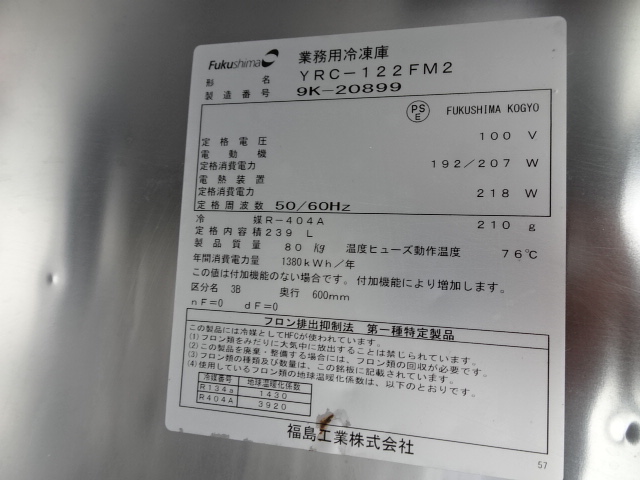 Fukushima 業務用冷凍庫
形名 YRC-122FM2
製造番号 9K-20899
PS E FUKUSHIMA KOGYO
定格電圧 100 V
電動機
定格消費電力 192/207 W
電熱装置
定格消費電力 218 W
定格周波数 50/60Hz
冷媒 R-404A 210 g
定格内容積 239 L
製品質量 80 kg 温度ヒューズ動作温度 76℃
年間消費電力量 1380kWh/年
この値は付加機能のない場合です。付加機能により増加します。
区分名 3B 奥行 600mm
nF=0 dF=0
フロン排出抑制法 第一種特定製品
この製品には冷媒としてHFCが使われています。
(1) フロン類をみだりに大気中に放出することは禁じられています。
(2) この製品を廃棄・整備する場合には、フロン類の回収が必要です。
(3) フロン類の種類及び数量は、この銘板に記載しています。
(4) 使用しているフロン類の地球温暖化係数は、以下のとおりです。
冷媒番号 地球温暖化係数
R134a 1430
R404A 3920
福島工業株式会社
57